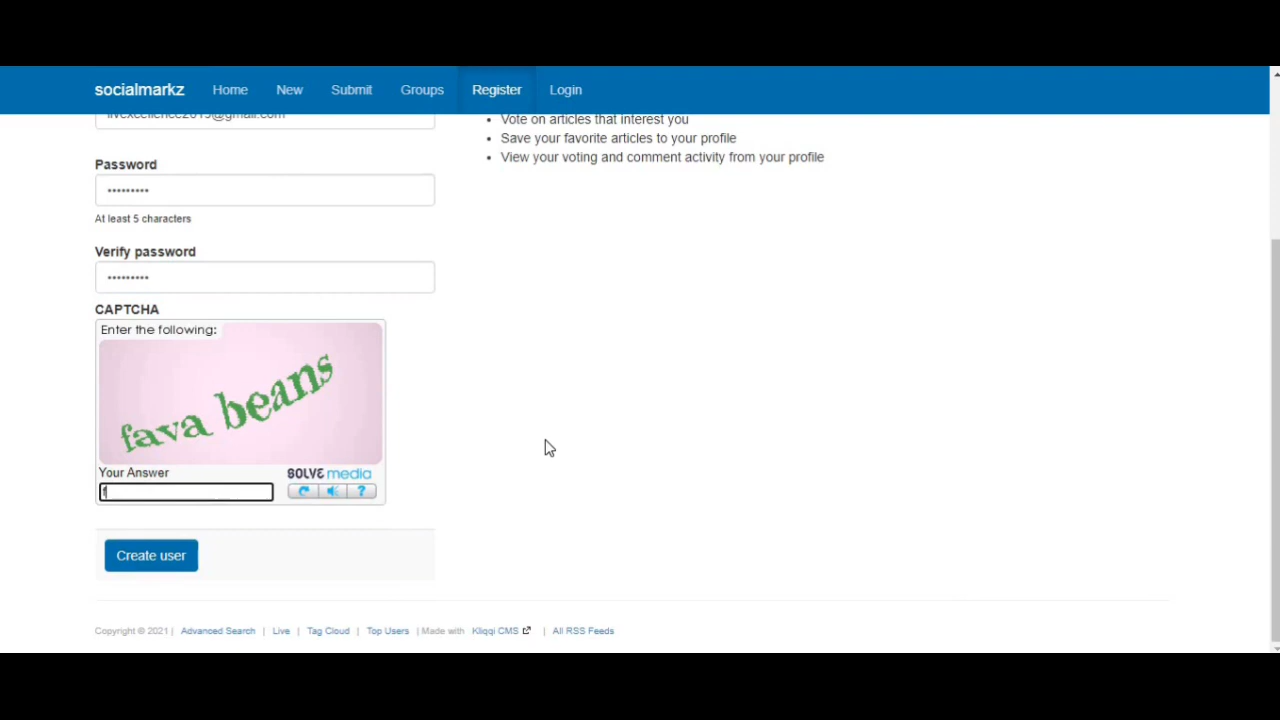 socialmarkz Home New Submit Groups Register Login
livexcellence2019@gmail.com
Vote on articles that interest you
Save your favorite articles to your profile
View your voting and comment activity from your profile
Password
•••••••••
At least 5 characters
Verify password
•••••••••
CAPTCHA
Enter the following:
fava beans
Your Answer
SOLVE media
f
?
Create user
Copyright © 2021 | Advanced Search | Live | Tag Cloud | Top Users | Made with Kliqqi CMS | All RSS Feeds